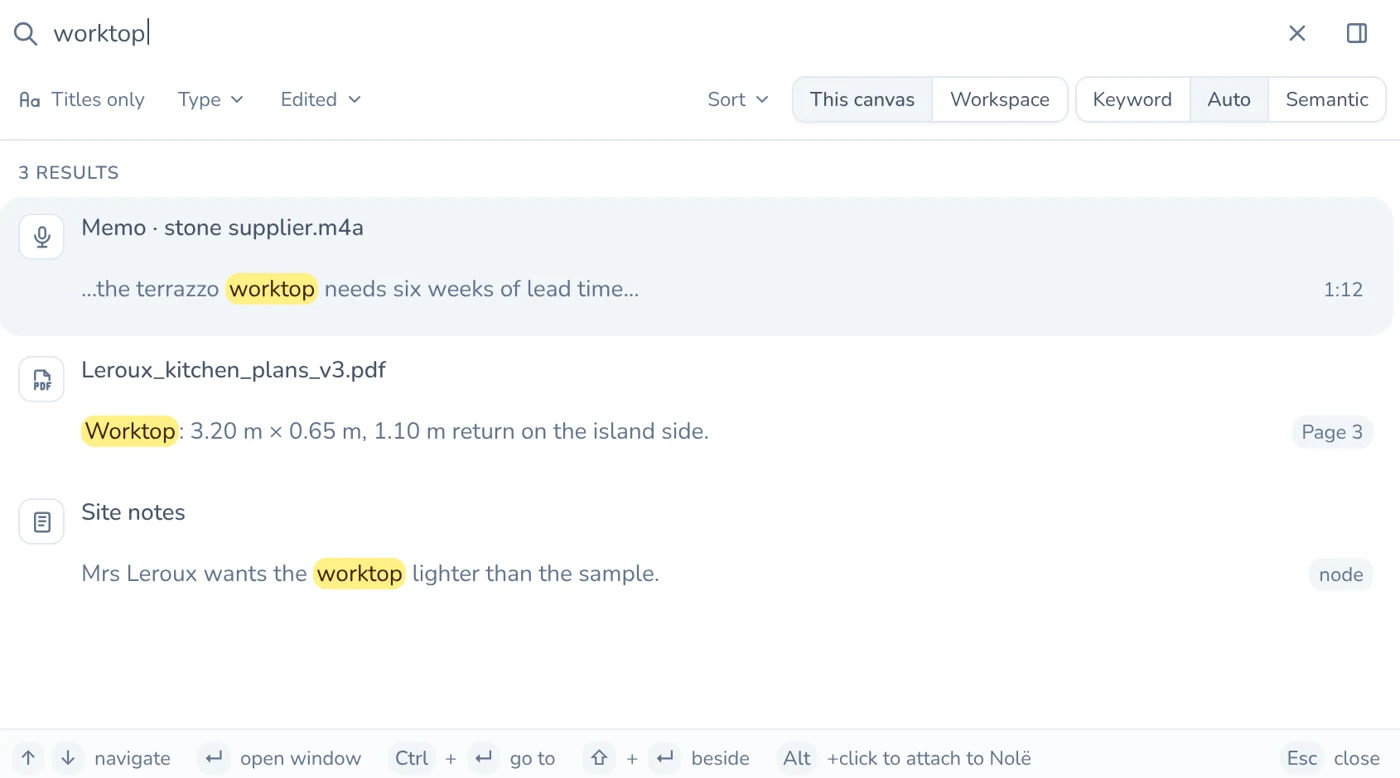 worktop
Aa Titles only Type Edited Sort This canvas Workspace Keyword Auto Semantic
3 RESULTS
Memo · stone supplier.m4a
...the terrazzo worktop needs six weeks of lead time... 1:12
PDF
Leroux_kitchen_plans_v3.pdf
Worktop: 3.20 m × 0.65 m, 1.10 m return on the island side. Page 3
Site notes
Mrs Leroux wants the worktop lighter than the sample. node
↑ ↓ navigate ↵ open window Ctrl + ↵ go to ⇧ + ↵ beside Alt +click to attach to Nolë Esc close